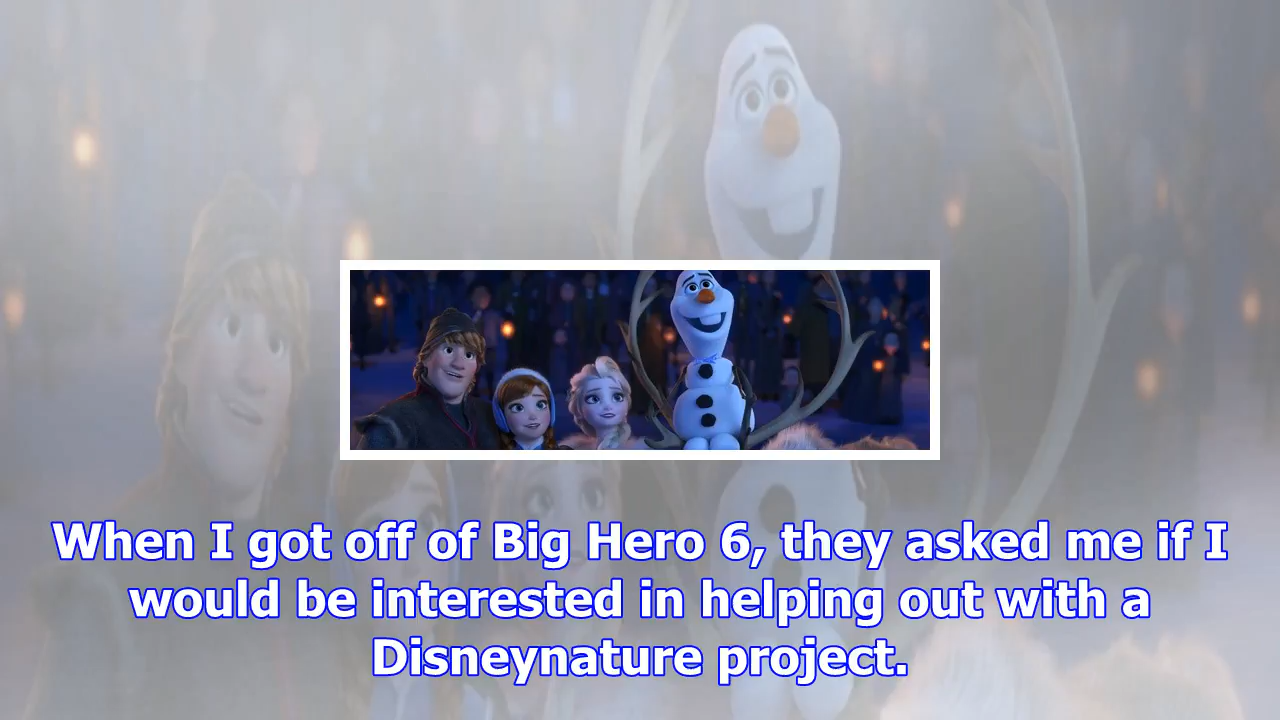 When I got off of Big Hero 6, they asked me if I
would be interested in helping out with a
Disneynature project.